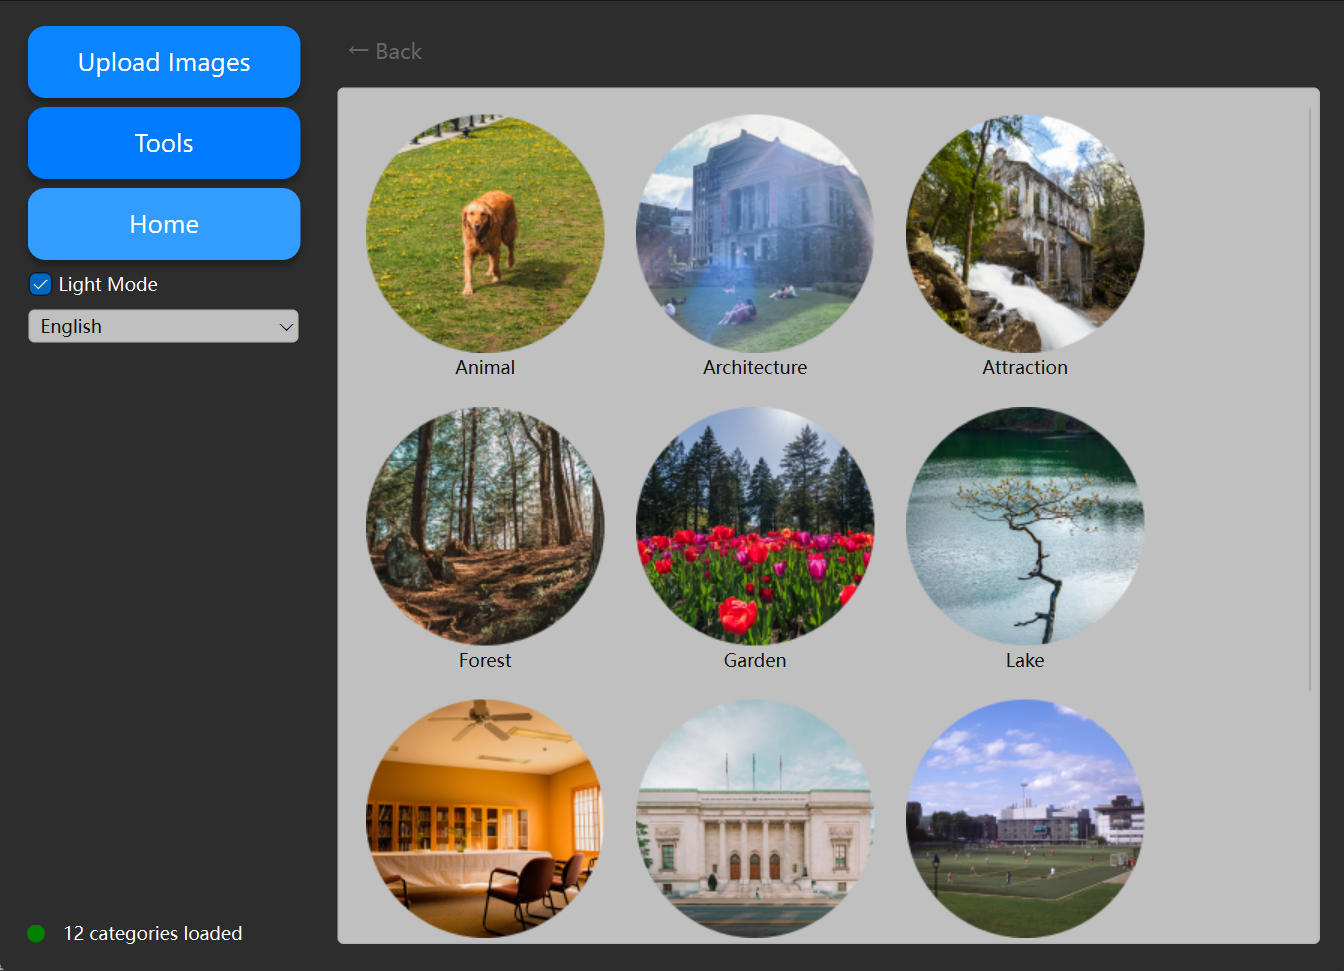 Upload Images
Tools
Home
Light Mode
English
12 categories loaded
← Back
Animal
Architecture
Attraction
Forest
Garden
Lake